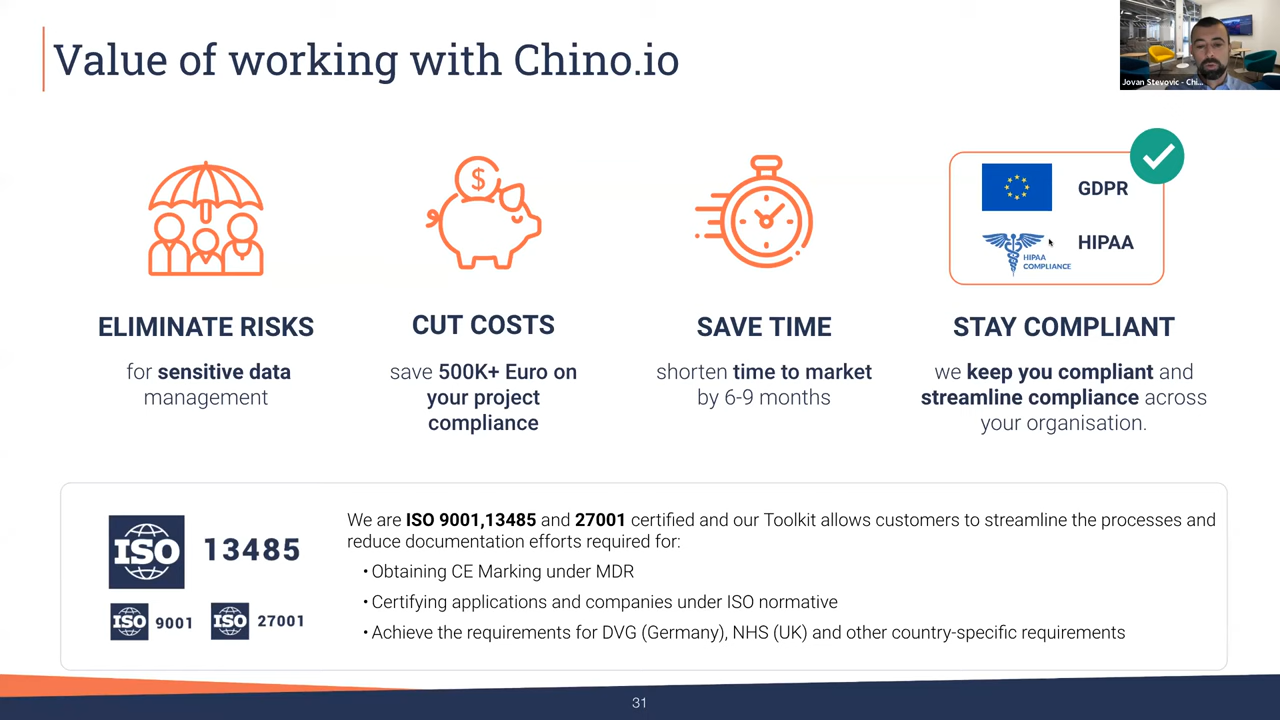 Value of working with Chino.io
Jovan Stevovic - Chi...
$
GDPR
HIPAA
HIPAA
COMPLIANCE
ELIMINATE RISKS
for sensitive data
management
CUT COSTS
save 500K+ Euro on
your project
compliance
SAVE TIME
shorten time to market
by 6-9 months
STAY COMPLIANT
we keep you compliant and
streamline compliance across
your organisation.
ISO 13485
ISO 9001
ISO 27001
We are ISO 9001,13485 and 27001 certified and our Toolkit allows customers to streamline the processes and
reduce documentation efforts required for:
• Obtaining CE Marking under MDR
• Certifying applications and companies under ISO normative
• Achieve the requirements for DVG (Germany), NHS (UK) and other country-specific requirements
31